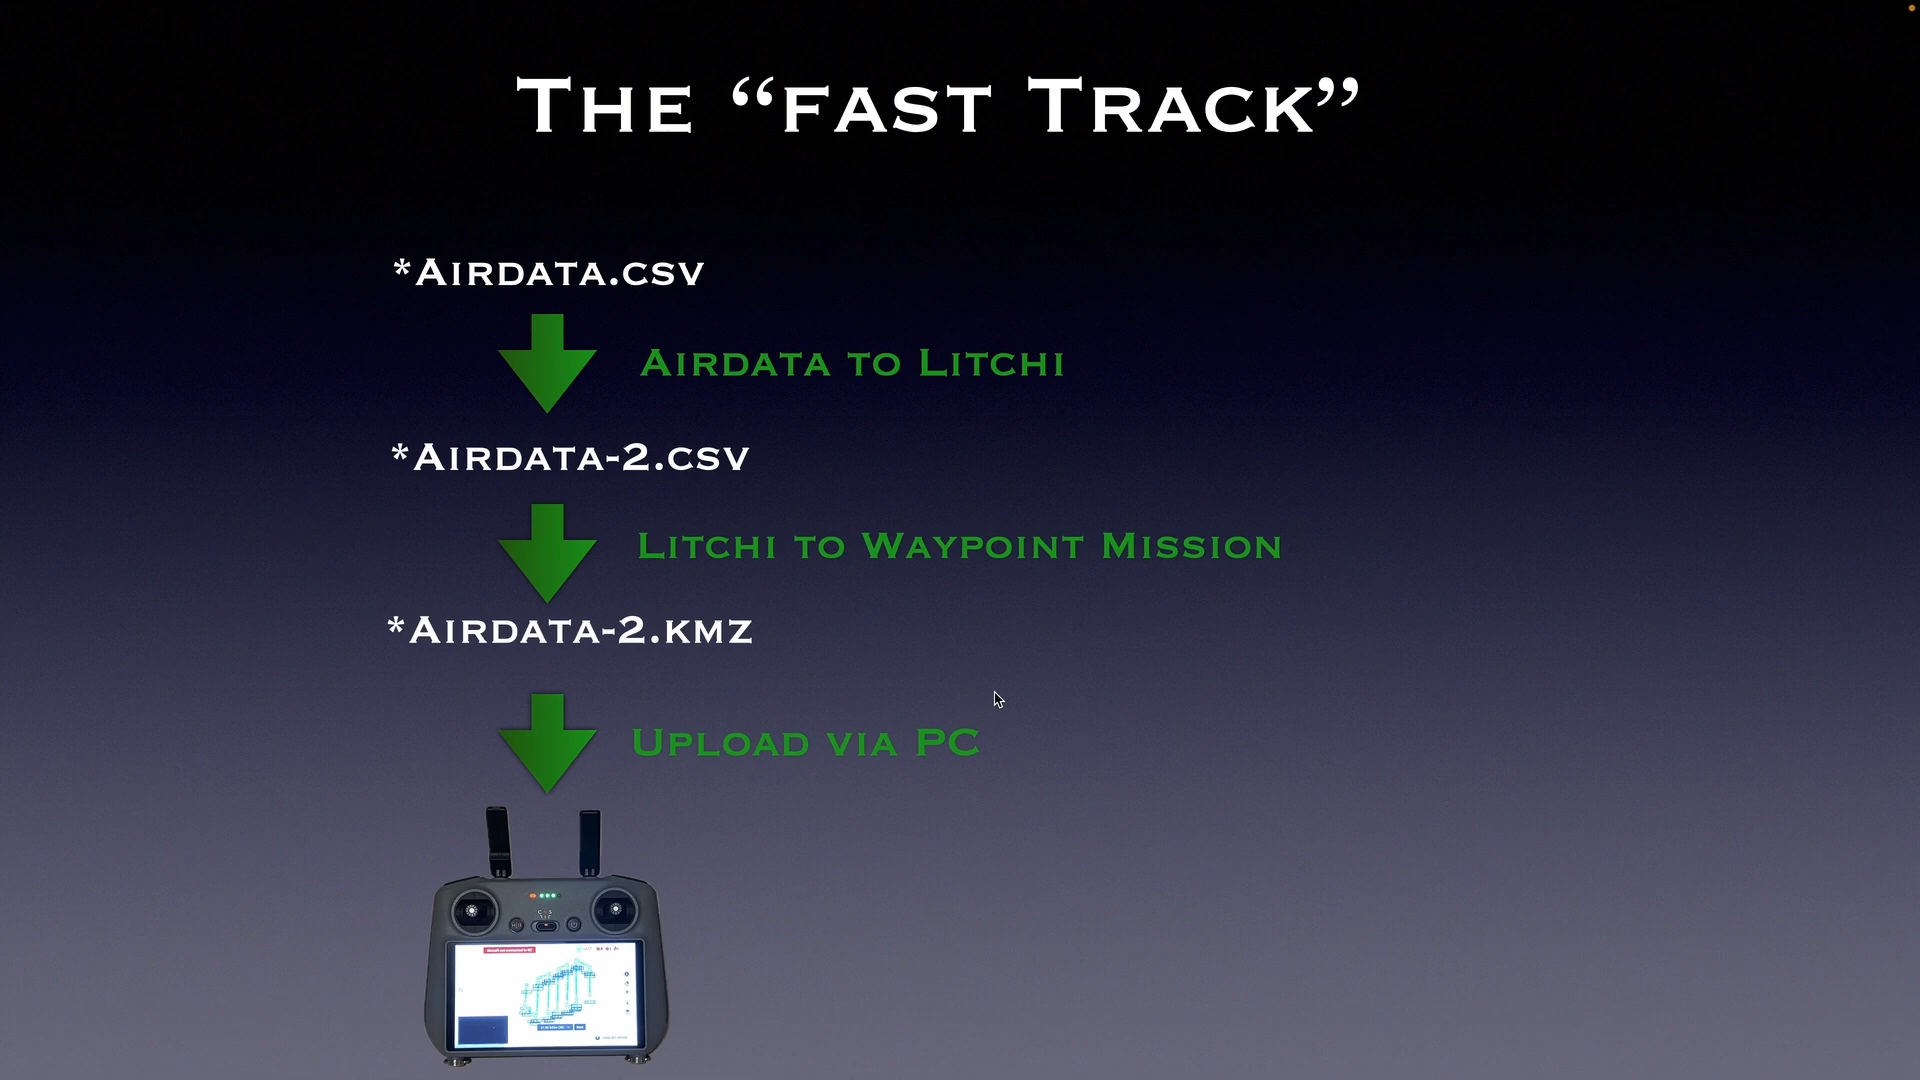 The “fast Track”
*Airdata.csv
Airdata to Litchi
*Airdata-2.csv
Litchi to Waypoint Mission
*Airdata-2.kmz
Upload via PC